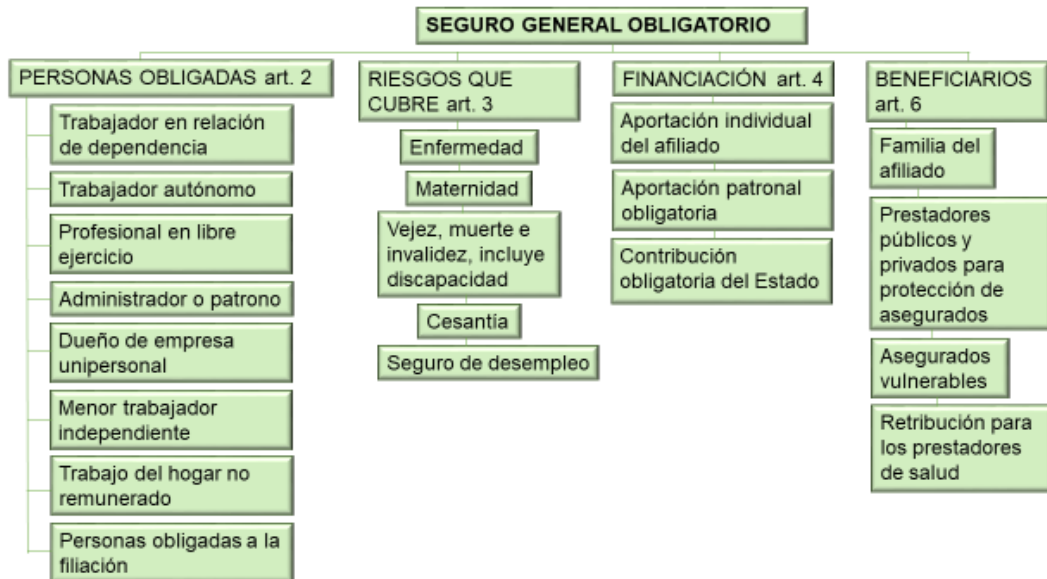 SEGURO GENERAL OBLIGATORIO
PERSONAS OBLIGADAS art. 2
Trabajador en relación
de dependencia
Trabajador autónomo
Profesional en libre
ejercicio
Administrador o patrono
Dueño de empresa
unipersonal
Menor trabajador
independiente
Trabajo del hogar no
remunerado
Personas obligadas a la
filiación
RIESGOS QUE
CUBRE art. 3
Enfermedad
Maternidad
Vejez, muerte e
invalidez, incluye
discapacidad
Cesantía
Seguro de desempleo
FINANCIACIÓN art. 4
Aportación individual
del afiliado
Aportación patronal
obligatoria
Contribución
obligatoria del Estado
BENEFICIARIOS
art. 6
Familia del
afiliado
Prestadores
públicos y
privados para
protección de
asegurados
Asegurados
vulnerables
Retribución para
los prestadores
de salud